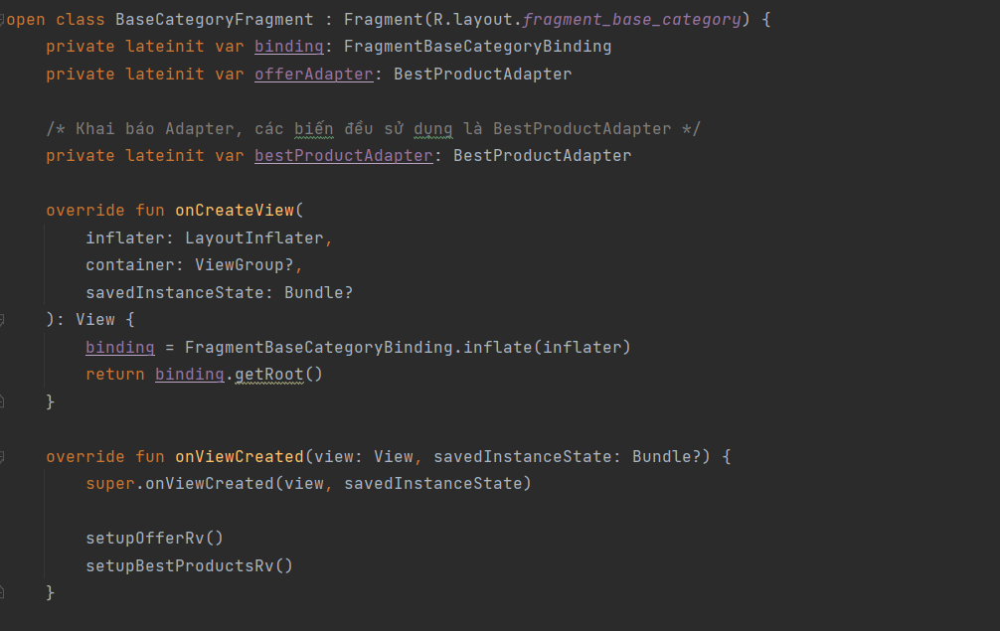 open class BaseCategoryFragment : Fragment(R.layout.fragment_base_category) {
    private lateinit var binding: FragmentBaseCategoryBinding
    private lateinit var offerAdapter: BestProductAdapter

    /* Khai báo Adapter, các biến đều sử dụng là BestProductAdapter */
    private lateinit var bestProductAdapter: BestProductAdapter

    override fun onCreateView(
        inflater: LayoutInflater,
        container: ViewGroup?,
        savedInstanceState: Bundle?
    ): View {
        binding = FragmentBaseCategoryBinding.inflate(inflater)
        return binding.getRoot()
    }

    override fun onViewCreated(view: View, savedInstanceState: Bundle?) {
        super.onViewCreated(view, savedInstanceState)

        setupOfferRv()
        setupBestProductsRv()
    }